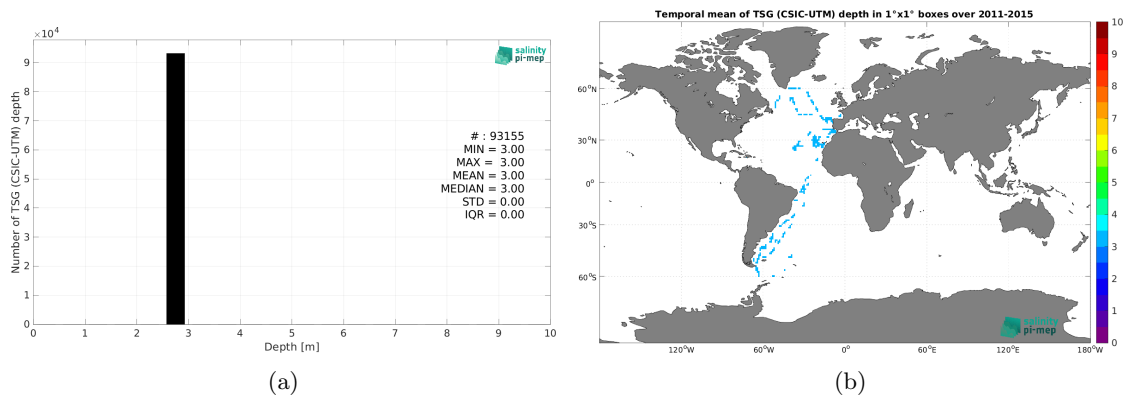 ×10⁴
9
8
7
6
5
4
3
2
1
0
Number of TSG (CSIC-UTM) depth
salinity
pi-mep
# : 93155
MIN = 3.00
MAX = 3.00
MEAN = 3.00
MEDIAN = 3.00
STD = 0.00
IQR = 0.00
0 1 2 3 4 5 6 7 8 9 10
Depth [m]
(a)
Temporal mean of TSG (CSIC-UTM) depth in 1°x1° boxes over 2011-2015
60°N
30°N
0°
30°S
60°S
120°W 60°W 0° 60°E 120°E 180°W
salinity
pi-mep
10
9
8
7
6
5
4
3
2
1
0
(b)